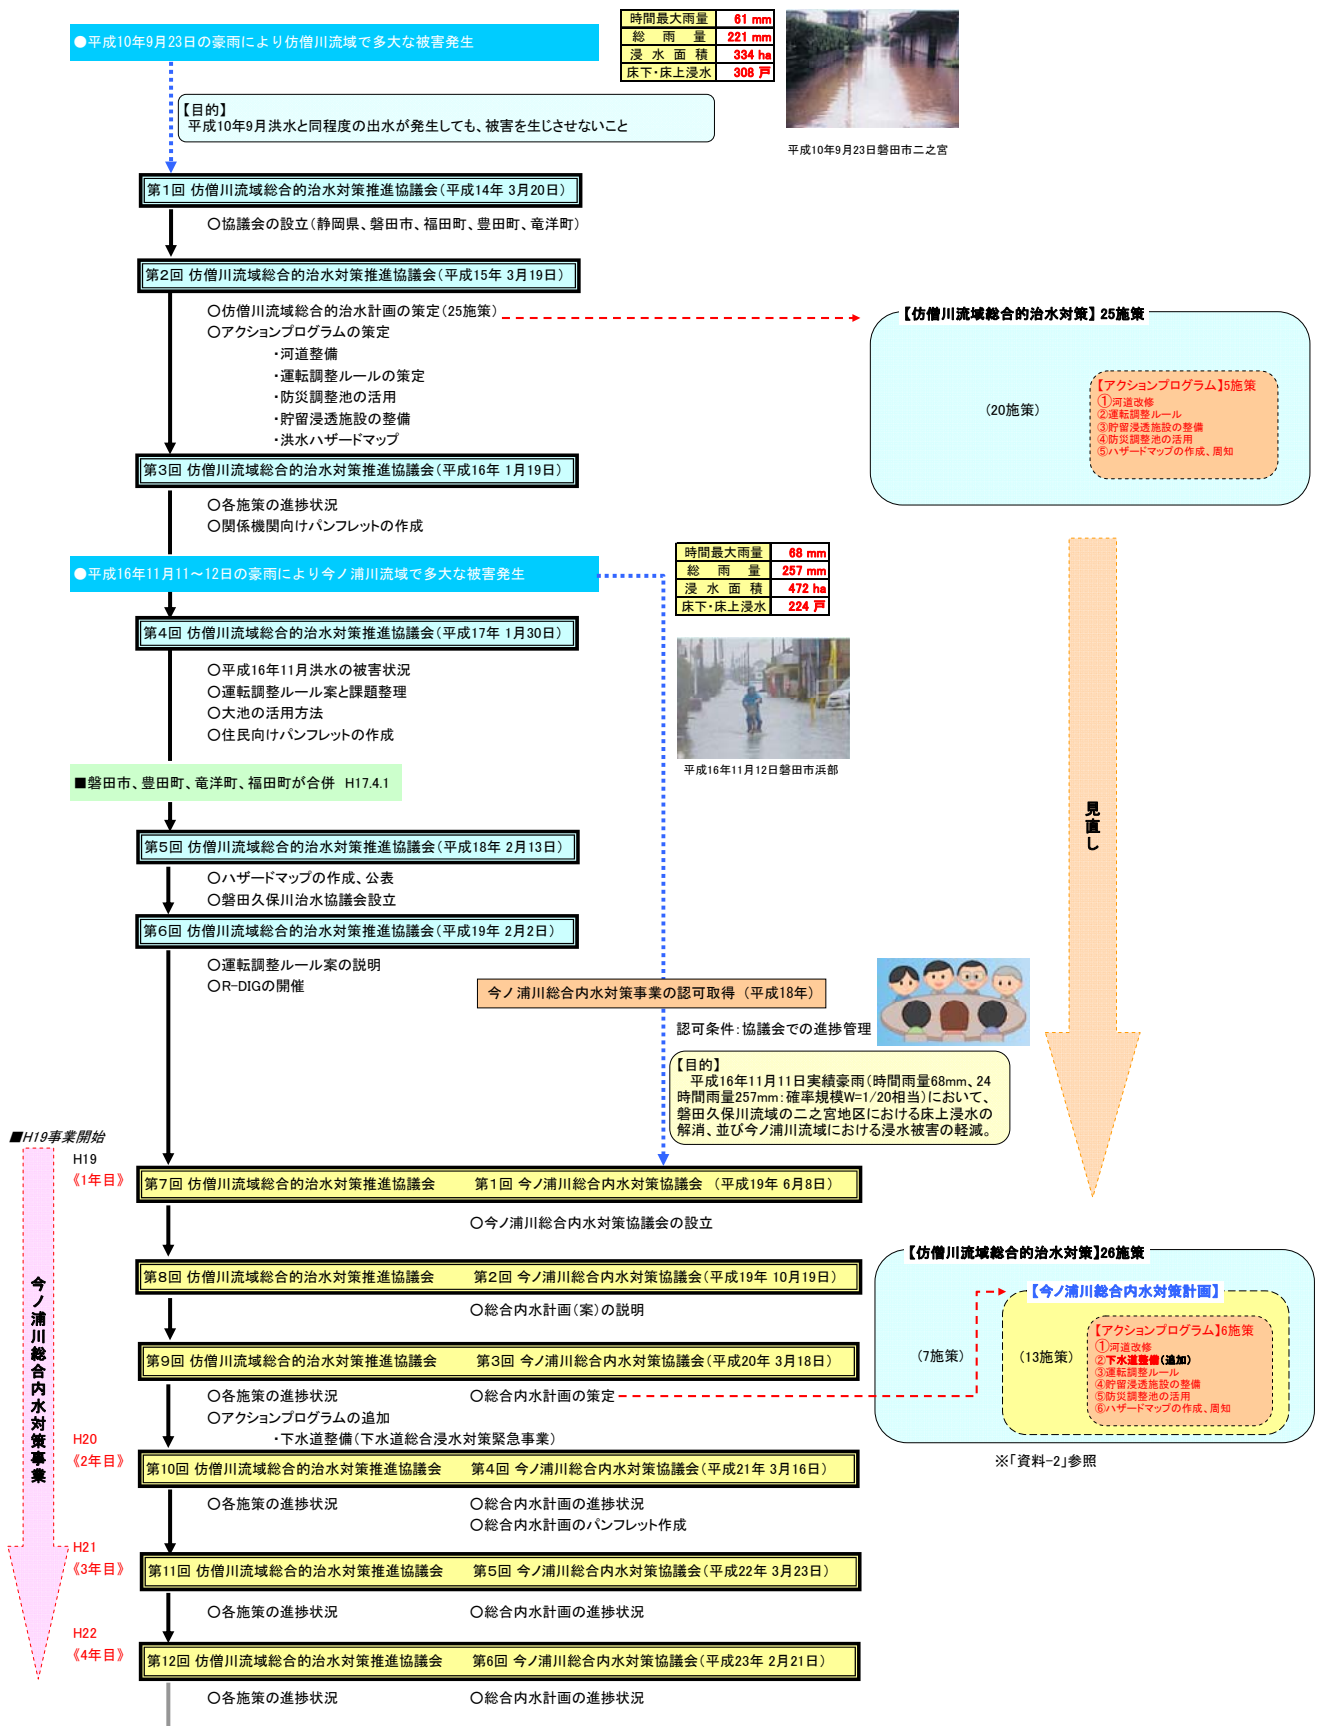 ●平成10年9月23日の豪雨により仿僧川流域で多大な被害発生
時間最大雨量 61 mm
総雨量 221 mm
浸水面積 334 ha
床下・床上浸水 308 戸
【目的】
平成10年9月洪水と同程度の出水が発生しても、被害を生じさせないこと
平成10年9月23日磐田市二之宮
第1回 仿僧川流域総合的治水対策推進協議会(平成14年 3月20日)
○協議会の設立(静岡県、磐田市、福田町、豊田町、竜洋町)
第2回 仿僧川流域総合的治水対策推進協議会(平成15年 3月19日)
○仿僧川流域総合的治水計画の策定(25施策)
○アクションプログラムの策定
・河道整備
・運転調整ルールの策定
・防災調整池の活用
・貯留浸透施設の整備
・洪水ハザードマップ
【仿僧川流域総合的治水対策】 25施策
(20施策)
【アクションプログラム】5施策
①河道改修
②運転調整ルール
③貯留浸透施設の整備
④防災調整池の活用
⑤ハザードマップの作成、周知
第3回 仿僧川流域総合的治水対策推進協議会(平成16年 1月19日)
○各施策の進捗状況
○関係機関向けパンフレットの作成
●平成16年11月11～12日の豪雨により今ノ浦川流域で多大な被害発生
時間最大雨量 68 mm
総雨量 257 mm
浸水面積 472 ha
床下・床上浸水 224 戸
第4回 仿僧川流域総合的治水対策推進協議会(平成17年 1月30日)
○平成16年11月洪水の被害状況
○運転調整ルール案と課題整理
○大池の活用方法
○住民向けパンフレットの作成
平成16年11月12日磐田市浜部
■磐田市、豊田町、竜洋町、福田町が合併 H17.4.1
見直し
第5回 仿僧川流域総合的治水対策推進協議会(平成18年 2月13日)
○ハザードマップの作成、公表
○磐田久保川治水協議会設立
第6回 仿僧川流域総合的治水対策推進協議会(平成19年 2月2日)
○運転調整ルール案の説明
○R-DIGの開催
今ノ浦川総合内水対策事業の認可取得 (平成18年)
認可条件：協議会での進捗管理
【目的】
平成16年11月11日実績豪雨(時間雨量68mm、24
時間雨量257mm：確率規模W=1/20相当)において、
磐田久保川流域の二之宮地区における床上浸水の
解消、並び今ノ浦川流域における浸水被害の軽減。
■H19事業開始
H19
《1年目》
第7回 仿僧川流域総合的治水対策推進協議会 第1回 今ノ浦川総合内水対策協議会 (平成19年 6月8日)
○今ノ浦川総合内水対策協議会の設立
第8回 仿僧川流域総合的治水対策推進協議会 第2回 今ノ浦川総合内水対策協議会(平成19年 10月19日)
○総合内水計画(案)の説明
第9回 仿僧川流域総合的治水対策推進協議会 第3回 今ノ浦川総合内水対策協議会(平成20年 3月18日)
○各施策の進捗状況 ○総合内水計画の策定
○アクションプログラムの追加
・下水道整備(下水道総合浸水対策緊急事業)
【仿僧川流域総合的治水対策】26施策
【今ノ浦川総合内水対策計画】
(7施策)
(13施策)
【アクションプログラム】6施策
①河道改修
②下水道整備(追加)
③運転調整ルール
④貯留浸透施設の整備
⑤防災調整池の活用
⑥ハザードマップの作成、周知
※「資料-2」参照
今ノ浦川総合内水対策事業
H20
《2年目》
第10回 仿僧川流域総合的治水対策推進協議会 第4回 今ノ浦川総合内水対策協議会(平成21年 3月16日)
○各施策の進捗状況 ○総合内水計画の進捗状況
○総合内水計画のパンフレット作成
H21
《3年目》
第11回 仿僧川流域総合的治水対策推進協議会 第5回 今ノ浦川総合内水対策協議会(平成22年 3月23日)
○各施策の進捗状況 ○総合内水計画の進捗状況
H22
《4年目》
第12回 仿僧川流域総合的治水対策推進協議会 第6回 今ノ浦川総合内水対策協議会(平成23年 2月21日)
○各施策の進捗状況 ○総合内水計画の進捗状況